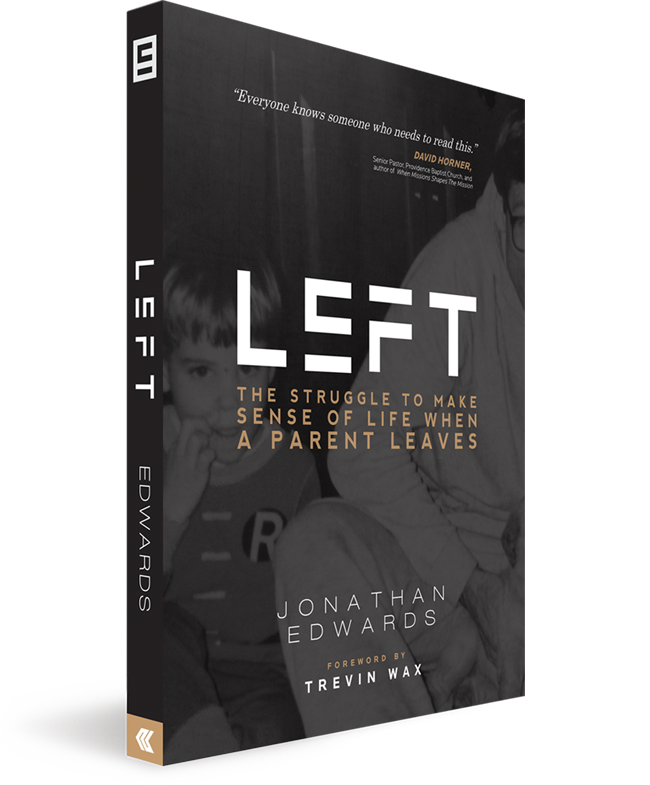 “Everyone knows someone who needs to read this.”
DAVID HORNER,
Senior Pastor, Providence Baptist Church, and
author of When Missions Shapes The Mission
LEFT
THE STRUGGLE TO MAKE
SENSE OF LIFE WHEN
A PARENT LEAVES
R
JONATHAN
EDWARDS
FOREWORD BY
TREVIN WAX
LEFT
EDWARDS